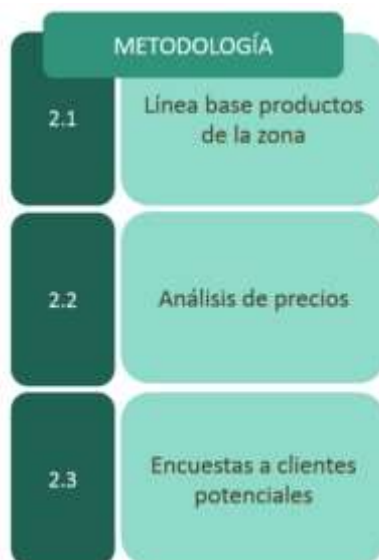 METODOLOGÍA
2.1
Línea base productos
de la zona
2.2
Análisis de precios
2.3
Encuestas a clientes
potenciales